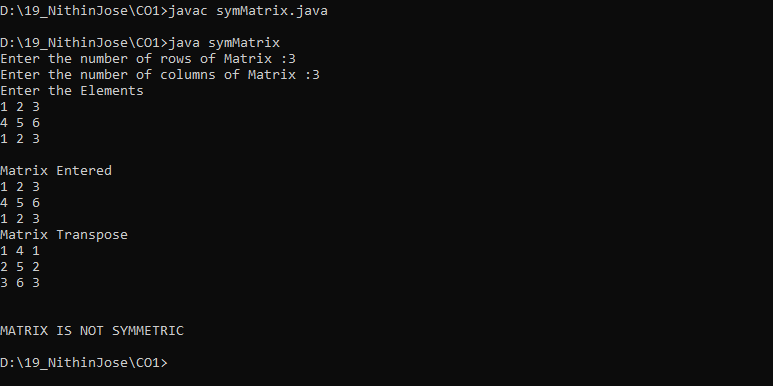 D:\19_NithinJose\CO1>javac symMatrix.java
D:\19_NithinJose\CO1>java symMatrix
Enter the number of rows of Matrix :3
Enter the number of columns of Matrix :3
Enter the Elements
1 2 3
4 5 6
1 2 3
Matrix Entered
1 2 3
4 5 6
1 2 3
Matrix Transpose
1 4 1
2 5 2
3 6 3
MATRIX IS NOT SYMMETRIC
D:\19_NithinJose\CO1>